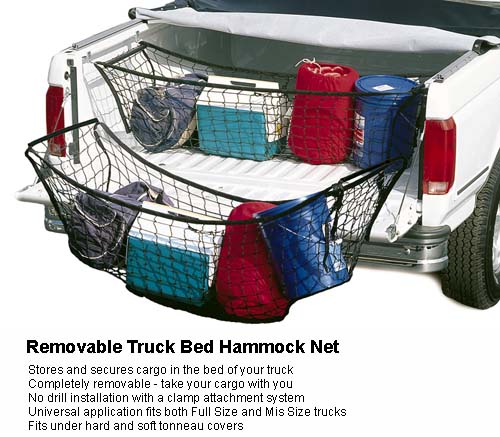 Removable Truck Bed Hammock Net
Stores and secures cargo in the bed of your truck
Completely removable - take your cargo with you
No drill installation with a clamp attachment system
Universal application fits both Full Size and Mis Size trucks
Fits under hard and soft tonneau covers